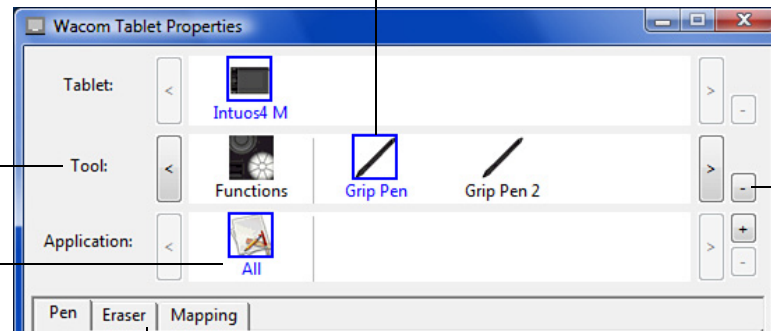 Wacom Tablet Properties
Tablet:
<
Intuos4 M
>
-
Tool:
<
Functions
Grip Pen
Grip Pen 2
>
-
Application:
<
All
>
+
-
Pen
Eraser
Mapping